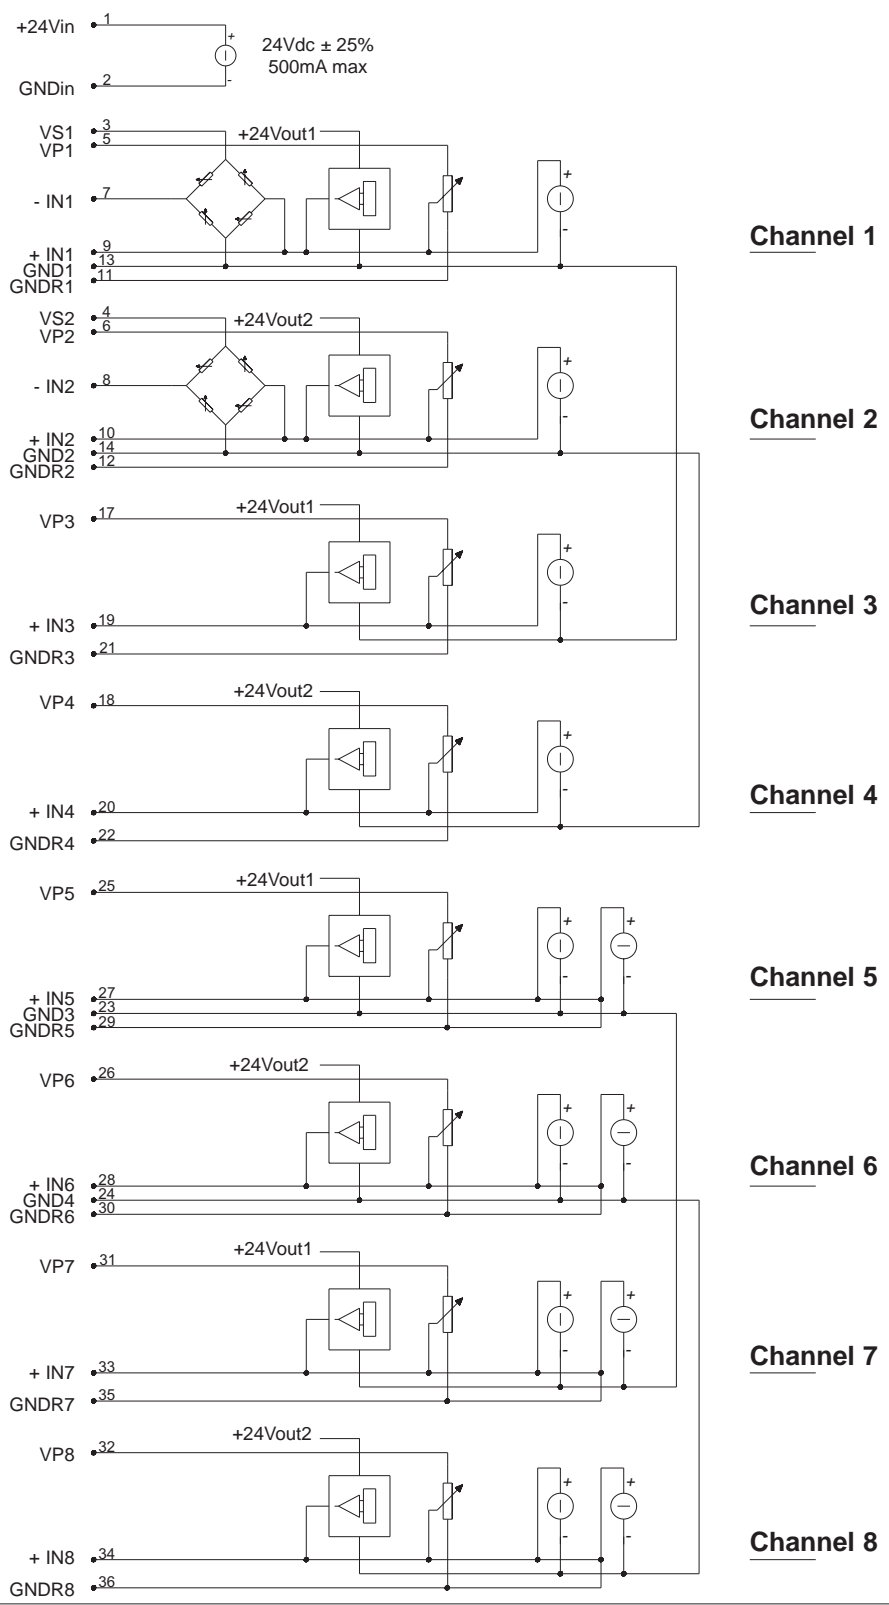 +24Vin 1
+
24Vdc ± 25%
500mA max
GNDin 2
-
VS1 3
+24Vout1
VP1 5
+
- IN1 7
-
Channel 1
+ IN1 9
GND1 13
GNDR1 11
VS2 4
+24Vout2
VP2 6
+
- IN2 8
-
Channel 2
+ IN2 10
GND2 14
GNDR2 12
+24Vout1
VP3 17
+
-
Channel 3
+ IN3 19
GNDR3 21
+24Vout2
VP4 18
+
-
Channel 4
+ IN4 20
GNDR4 22
+24Vout1
VP5 25
+ +
- -
Channel 5
+ IN5 27
GND3 23
GNDR5 29
+24Vout2
VP6 26
+ +
- -
Channel 6
+ IN6 28
GND4 24
GNDR6 30
+24Vout1
VP7 31
+ +
- -
Channel 7
+ IN7 33
GNDR7 35
+24Vout2
VP8 32
+ +
- -
Channel 8
+ IN8 34
GNDR8 36